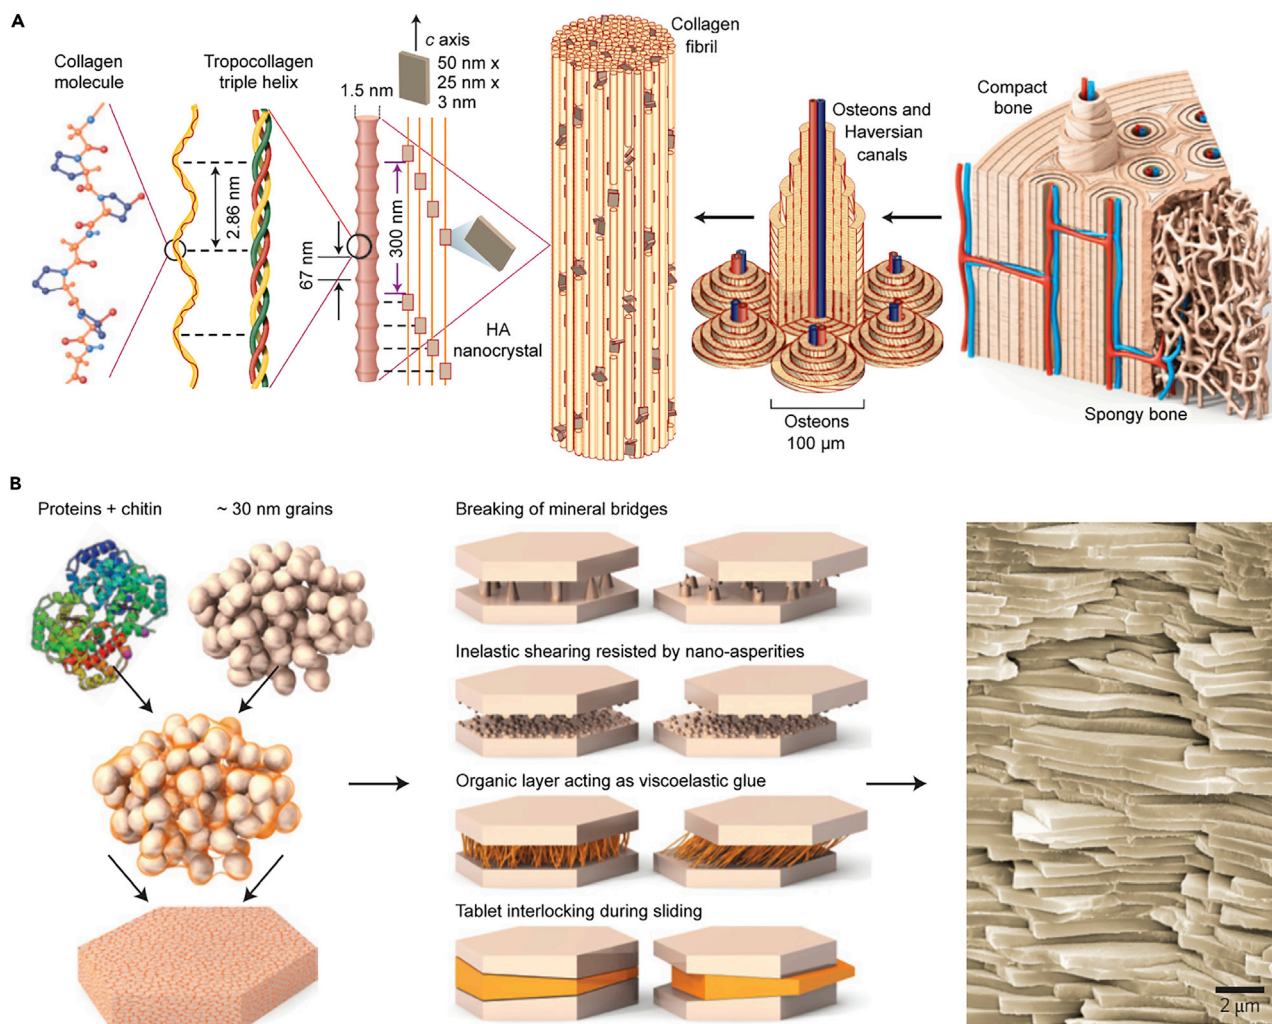 A
Collagen
molecule
Tropocollagen
triple helix
2.86 nm
67 nm
1.5 nm
300 nm
c axis
50 nm x
25 nm x
3 nm
HA
nanocrystal
Collagen
fibril
Osteons and
Haversian
canals
Osteons
100 μm
Compact
bone
Spongy bone
B
Proteins + chitin
~ 30 nm grains
Breaking of mineral bridges
Inelastic shearing resisted by nano-asperities
Organic layer acting as viscoelastic glue
Tablet interlocking during sliding
2 μm